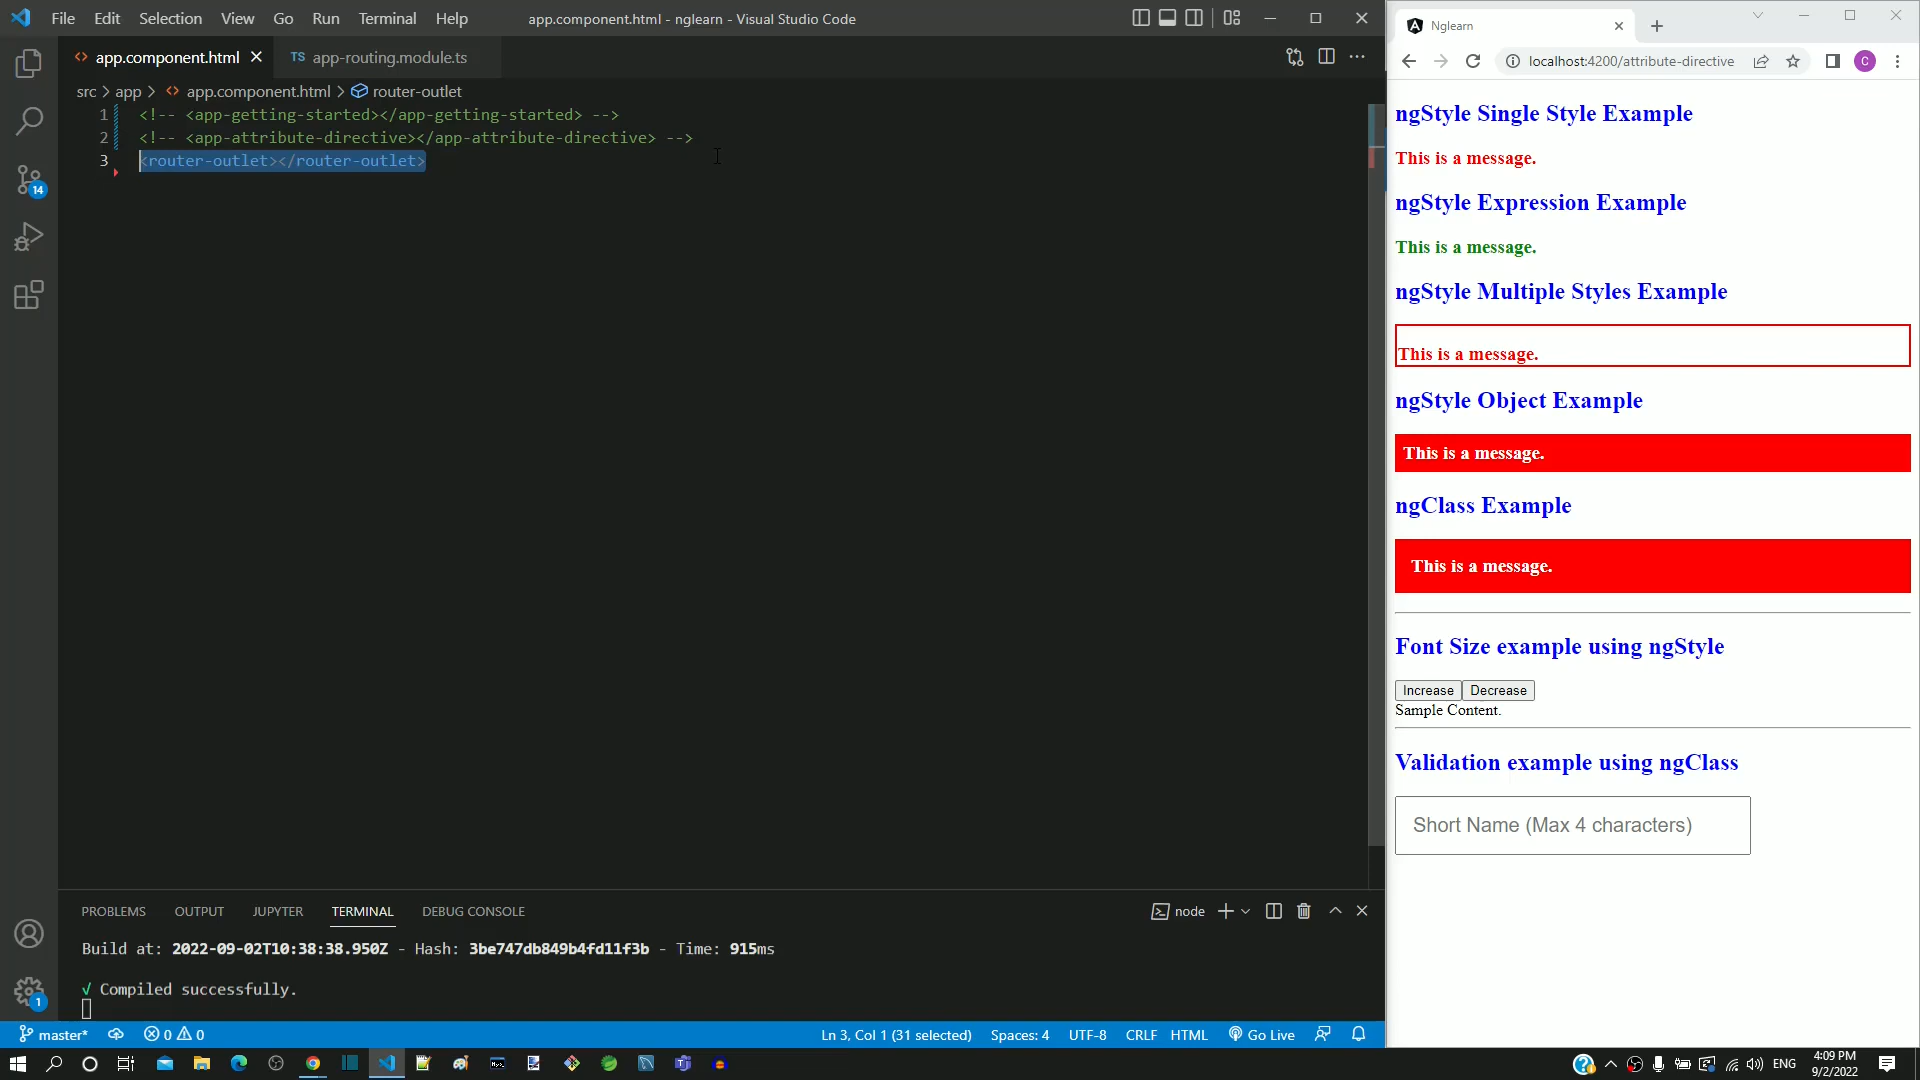 File Edit Selection View Go Run Terminal Help
app.component.html - nglearn - Visual Studio Code
app.component.html
TS app-routing.module.ts
src > app > app.component.html > router-outlet
1 <!-- <app-getting-started></app-getting-started> -->
2 <!-- <app-attribute-directive></app-attribute-directive> -->
3 <router-outlet></router-outlet>
14
1
PROBLEMS OUTPUT JUPYTER TERMINAL DEBUG CONSOLE
node
Build at: 2022-09-02T10:38:38.950Z - Hash: 3be747db849b4fd11f3b - Time: 915ms
√ Compiled successfully.
master* 0 0
Ln 3, Col 1 (31 selected) Spaces: 4 UTF-8 CRLF HTML Go Live
Nglearn
localhost:4200/attribute-directive
C
ngStyle Single Style Example
This is a message.
ngStyle Expression Example
This is a message.
ngStyle Multiple Styles Example
This is a message.
ngStyle Object Example
This is a message.
ngClass Example
This is a message.
Font Size example using ngStyle
Increase Decrease
Sample Content.
Validation example using ngClass
Short Name (Max 4 characters)
ENG
4:09 PM
9/2/2022